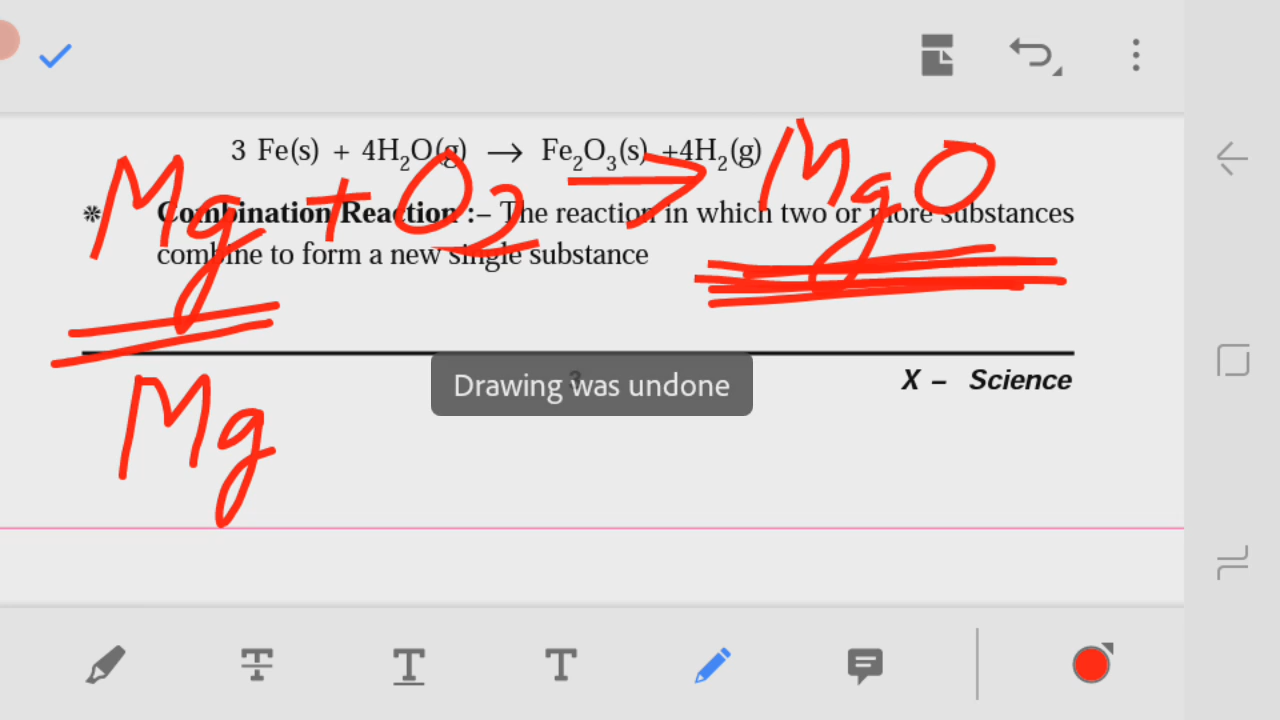 3 Fe(s) + 4H₂O(g) → Fe₂O₃(s) +4H₂(g)
Mg + O₂ → MgO
* Combination Reaction :– The reaction in which two or more substances
combine to form a new single substance
Drawing was undone
X – Science
Mg
T
T
T